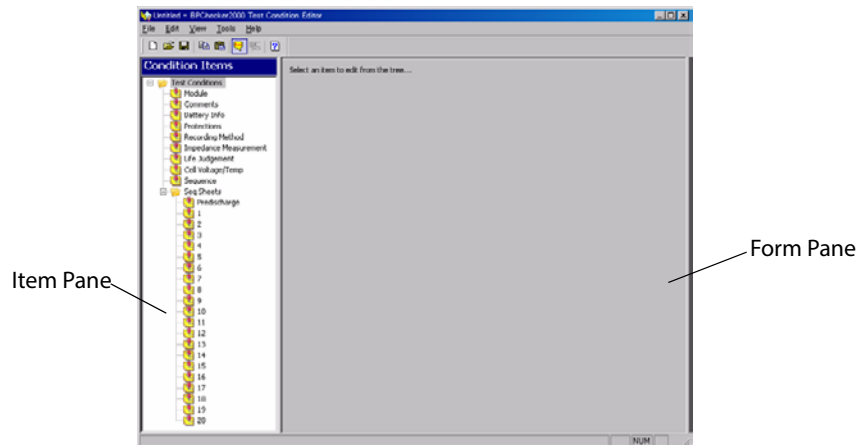 Untitled - BPChecker2000 Test Condition Editor
File Edit View Tools Help
Condition Items
Select an item to edit from the tree...
Test Conditions
Module
Comments
Battery Info
Protections
Recording Method
Impedance Measurement
Life Judgement
Cell Voltage/Temp
Sequence
Seq Sheets
Predischarge
1
2
3
4
5
6
7
8
9
10
11
12
13
14
15
16
17
18
19
20
Item Pane
Form Pane
NUM